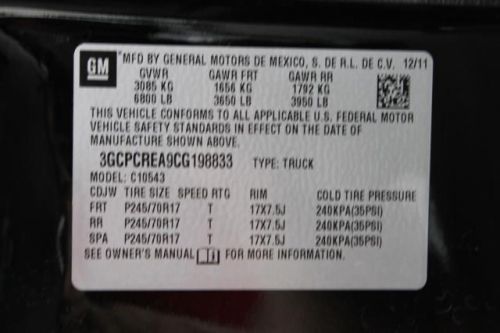 GM
MFD BY GENERAL MOTORS DE MEXICO, S. DE R.L. DE C.V. 12/11
GVWR GAWR FRT GAWR RR
3085 KG 1656 KG 1792 KG
6800 LB 3650 LB 3950 LB
THIS VEHICLE CONFORMS TO ALL APPLICABLE U.S. FEDERAL MOTOR
VEHICLE SAFETY STANDARDS IN EFFECT ON THE DATE OF
MANUFACTURE SHOWN ABOVE.
3GCPCREA9CG198833 TYPE: TRUCK
MODEL: C10543
CDJW TIRE SIZE SPEED RTG RIM COLD TIRE PRESSURE
FRT P245/70R17 T 17X7.5J 240KPA(35PSI)
RR P245/70R17 T 17X7.5J 240KPA(35PSI)
SPA P245/70R17 T 17X7.5J 240KPA(35PSI)
SEE OWNER'S MANUAL FOR MORE INFORMATION.